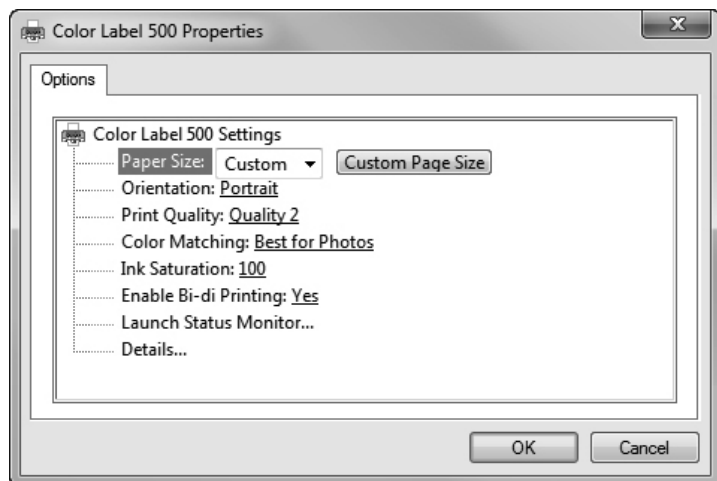 Color Label 500 Properties
Options
Color Label 500 Settings
Paper Size: Custom Custom Page Size
Orientation: Portrait
Print Quality: Quality 2
Color Matching: Best for Photos
Ink Saturation: 100
Enable Bi-di Printing: Yes
Launch Status Monitor...
Details...
OK Cancel